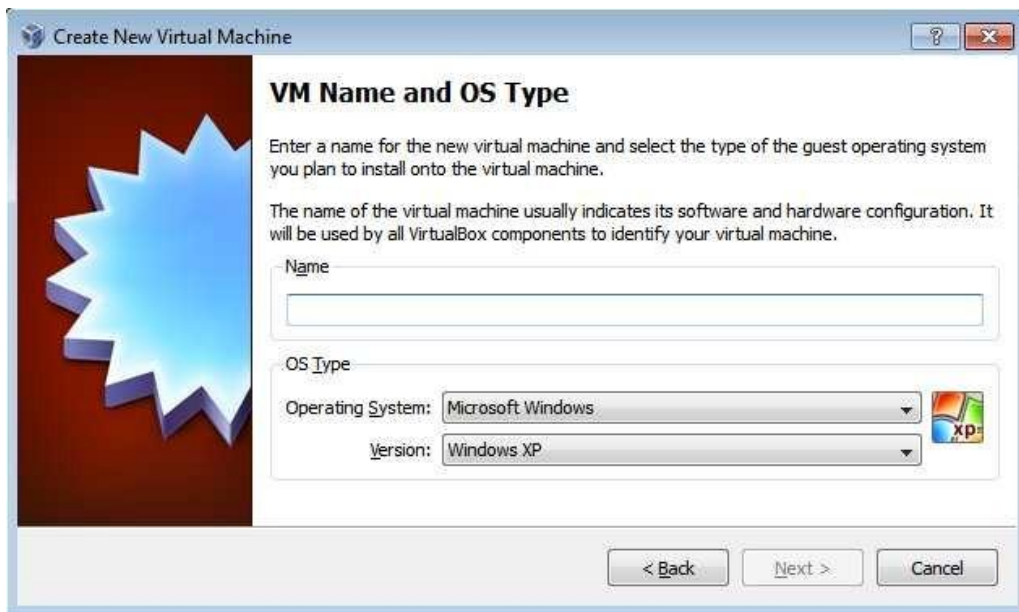 Create New Virtual Machine
?
VM Name and OS Type
Enter a name for the new virtual machine and select the type of the guest operating system
you plan to install onto the virtual machine.
The name of the virtual machine usually indicates its software and hardware configuration. It
will be used by all VirtualBox components to identify your virtual machine.
Name
OS Type
Operating System: Microsoft Windows
xp
Version: Windows XP
< Back Next > Cancel